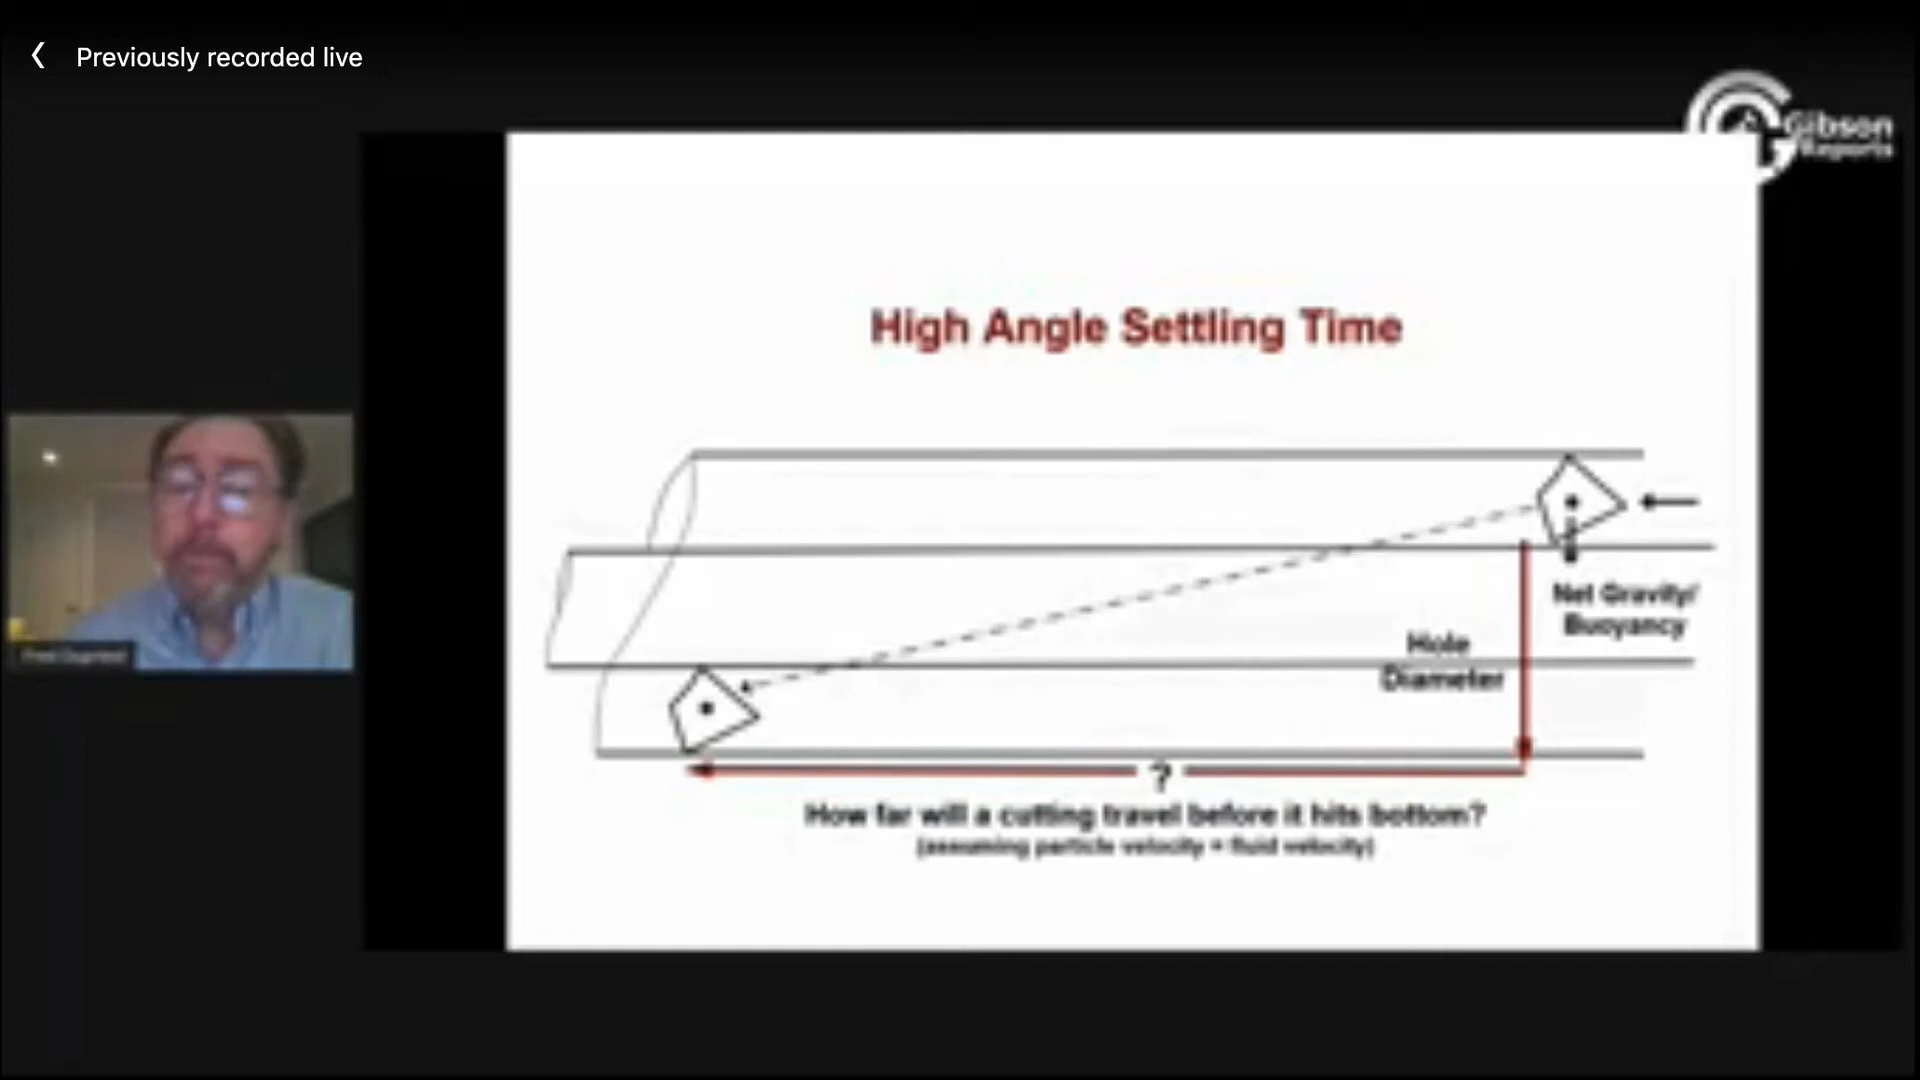 Previously recorded live
Gibson
Reports
High Angle Settling Time
Net Gravity/
Buoyancy
Hole
Diameter
?
How far will a cutting travel before it hits bottom?
(assuming particle velocity = fluid velocity)